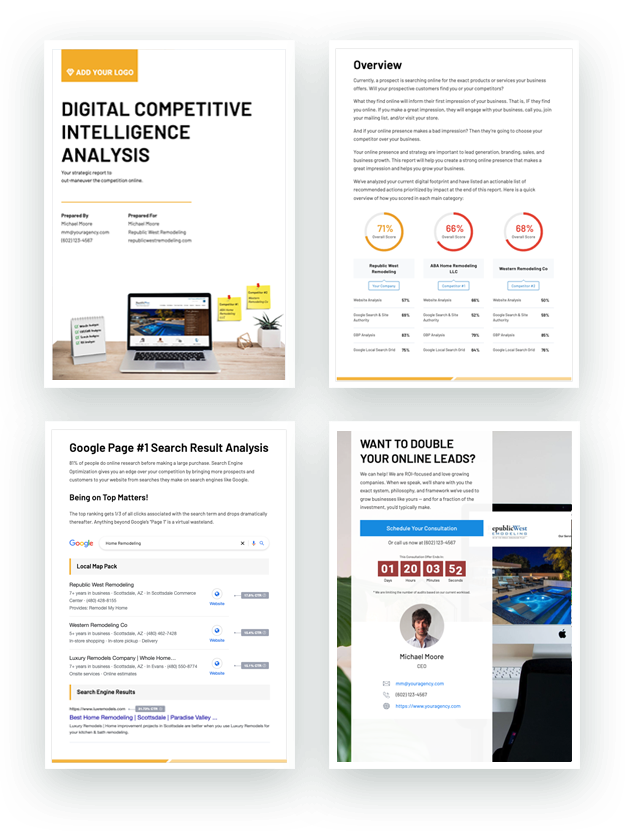 ADD YOUR LOGO
DIGITAL COMPETITIVE
INTELLIGENCE
ANALYSIS
Your strategic report to
out-maneuver the competition online.
Prepared By
Michael Moore
mm@youragency.com
(602)123-4567
Prepared For
Michael Moore
Republic West Remodeling
republicwestremodeling.com
Competitor #2
Western Remodeling Co
Competitor #1
Overview
Currently, a prospect is searching online for the exact products or services your business
offers. Will your prospective customers find you or your competitors?
What they find online will inform their first impression of your business. That is, IF they find
you online. If you make a great impression, they will engage with your business, call you, join
your mailing list, and/or visit your store.
And if your online presence makes a bad impression? Then they're going to choose your
competitor over your business.
Your online presence and strategy are important to lead generation, branding, sales, and
business growth. This report will help you create a strong online presence that makes a
great impression and helps you grow your business.
We've analyzed your current digital footprint and have listed an actionable list of
recommended actions prioritized by impact at the end of this report. Here is a quick
overview of how you scored in each main category:
71%
Overall Score
66%
Overall Score
68%
Overall Score
Republic West
Remodeling
ABA Home Remodeling
LLC
Western Remodeling Co
Your Company
Competitor #1
Competitor #2
Website Analysis 57%
Website Analysis 66%
Website Analysis 50%
Google Search & Site
Authority
Google Search & Site 52%
Authority
Google Search & Site 58%
Authority
GBP Analysis 83%
GBP Analysis 79%
GBP Analysis 85%
Google Local Search Grid 75%
Google Local Search Grid 64%
Google Local Search Grid 76%
Google Page #1 Search Result Analysis
81% of people do online research before making a large purchase. Search Engine
Optimization gives you an edge over your competition by bringing more prospects and
customers to your website from searches they make on search engines like Google.
Being on Top Matters!
The top ranking gets 1/3 of all clicks associated with the search term and drops dramatically
thereafter. Anything beyond Google's "Page 1" is a virtual wasteland.
Google
Home Remodeling
Local Map Pack
Republic West Remodeling
7+ years in business · Scottsdale, AZ · In Scottsdale Commerce
Center · (480) 428-8155
Provides: Remodel My Home
Website
Western Remodeling Co
5+ years in business · Scottsdale, AZ · (480) 442-7428
In-store shopping · In-store pickup · Delivery
Website
Luxury Remodels Company | Whole Home...
7+ years in business · Scottsdale, AZ · In Evans · (480) 550-8774
Onsite services · Online estimates
Website
Search Engine Results
https://www.luxremodels.com
Best Home Remodeling | Scottsdale | Paradise Valley ...
Luxury Remodels | Home improvement projects in Scottsdale are better when you use Luxury Remodels for
your kitchen & bath remodeling.
WANT TO DOUBLE
YOUR ONLINE LEADS?
We can help! We are ROI-focused and love growing
companies. When we speak, we'll share with you the
exact system, philosophy, and framework we've used to
grow businesses like yours — and for a fraction of the
investment, you'd typically make.
Schedule Your Consultation
Or call us now at (602) 123-4567
This Consultation Offer Ends In
01 20 03 52
Days Hours Minutes Seconds
* We are limiting the number of audits based on our current workload.
Michael Moore
CEO
mm@youragency.com
(602) 123-4567
https://www.youragency.com
epublicWest
REMODELING